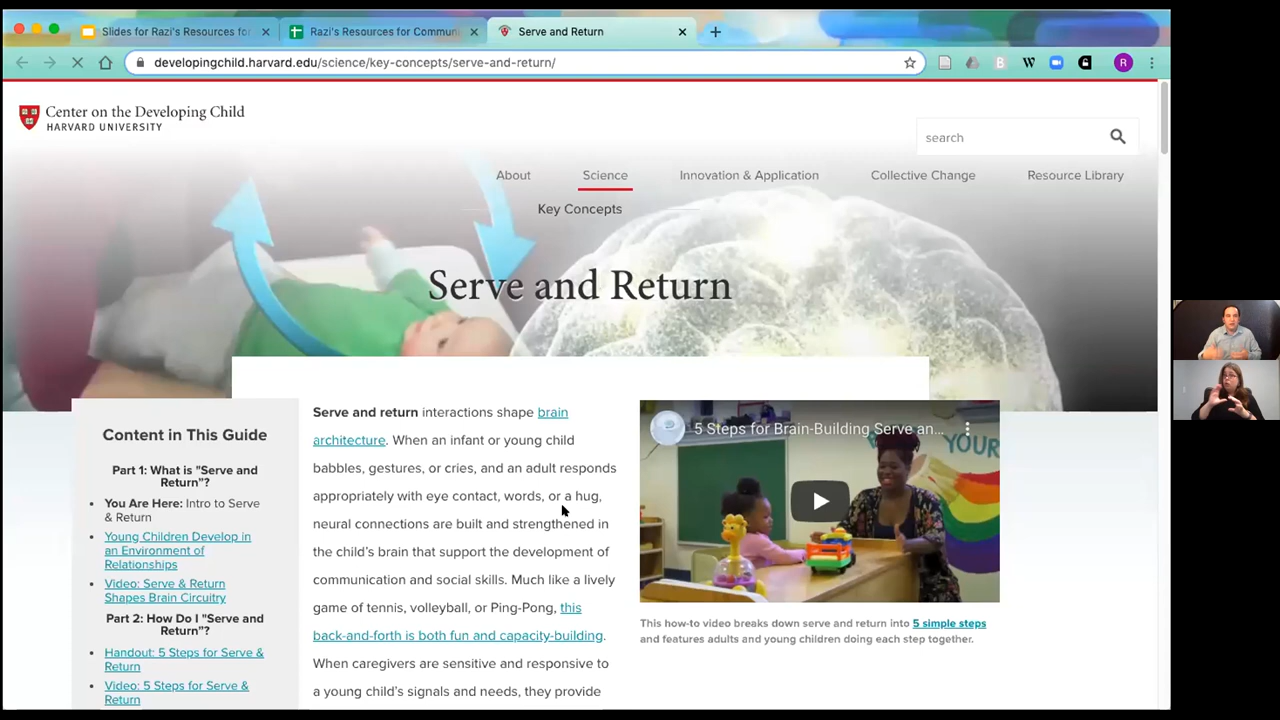 Slides for Razi's Resources for
Razi's Resources for Commun
Serve and Return
developingchild.harvard.edu/science/key-concepts/serve-and-return/
W
R
Center on the Developing Child
HARVARD UNIVERSITY
search
About
Science
Innovation & Application
Collective Change
Resource Library
Key Concepts
Serve and Return
Content in This Guide
Part 1: What is "Serve and
Return"?
You Are Here: Intro to Serve
& Return
Young Children Develop in
an Environment of
Relationships
Video: Serve & Return
Shapes Brain Circuitry
Part 2: How Do I "Serve and
Return"?
Handout: 5 Steps for Serve &
Return
Video: 5 Steps for Serve &
Return
Serve and return interactions shape brain
architecture. When an infant or young child
babbles, gestures, or cries, and an adult responds
appropriately with eye contact, words, or a hug,
neural connections are built and strengthened in
the child's brain that support the development of
communication and social skills. Much like a lively
game of tennis, volleyball, or Ping-Pong, this
back-and-forth is both fun and capacity-building.
When caregivers are sensitive and responsive to
a young child's signals and needs, they provide
5 Steps for Brain-Building Serve an...
YOUR
This how-to video breaks down serve and return into 5 simple steps
and features adults and young children doing each step together.